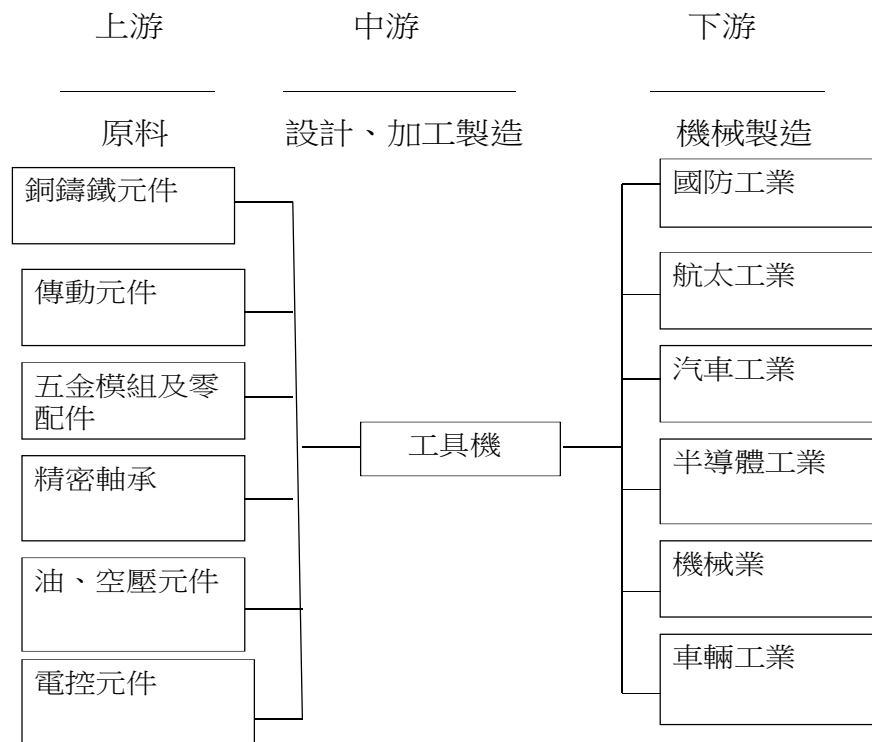 上游
中游
下游
原料
設計、加工製造
機械製造
銅鑄鐵元件
傳動元件
五金模組及零
配件
精密軸承
油、空壓元件
電控元件
工具機
國防工業
航太工業
汽車工業
半導體工業
機械業
車輛工業